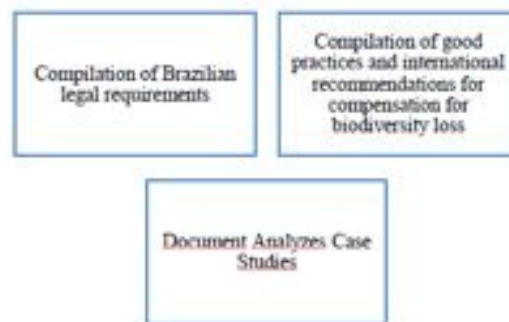 Compilation of Brazilian
legal requirements
Compilation of good
practices and international
recommendations for
compensation for
biodiversity loss
Document Analyzes Case
Studies